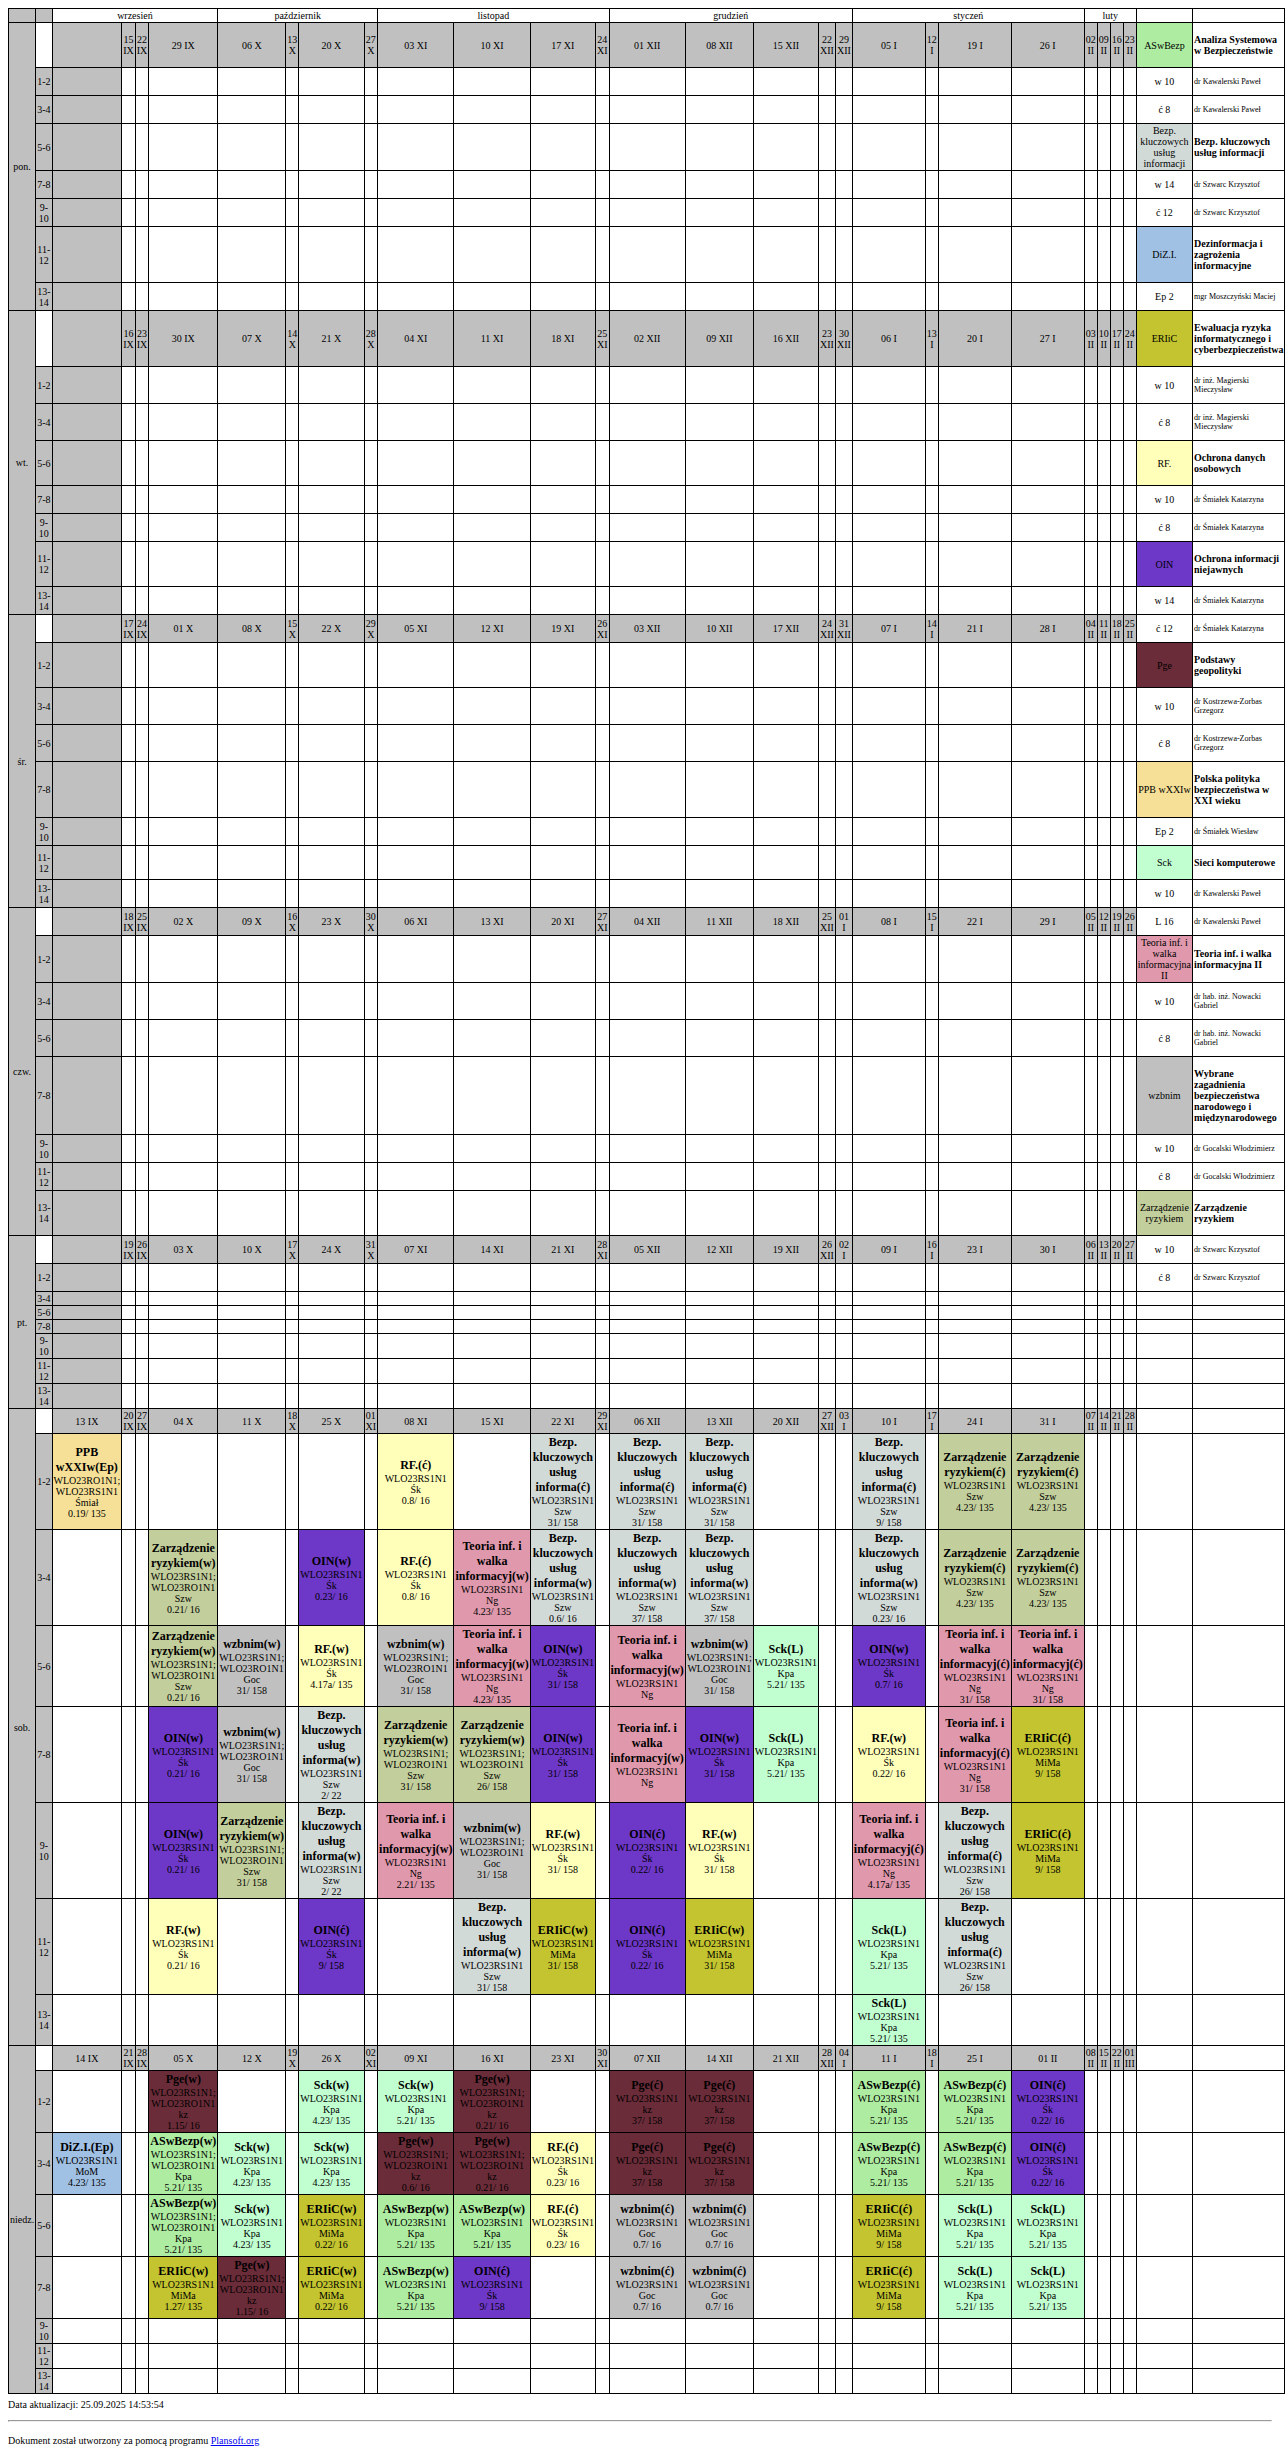 wrzesień październik listopad grudzień styczeń luty
pon. 15 IX 22 IX 29 IX 06 X 13 X 20 X 27 X 03 XI 10 XI 17 XI 24 XI 01 XII 08 XII 15 XII 22 XII 29 XII 05 I 12 I 19 I 26 I 02 II 09 II 16 II 23 II ASwBezp Analiza Systemowa w Bezpieczeństwie
1-2 w 10 dr Kawalerski Paweł
3-4 ć 8 dr Kawalerski Paweł
5-6 Bezp. kluczowych usług informacji Bezp. kluczowych usług informacji
7-8 w 14 dr Szwarc Krzysztof
9-10 ć 12 dr Szwarc Krzysztof
11-12 DiZ.I. Dezinformacja i zagrożenia informacyjne
13-14 Ep 2 mgr Moszczyński Maciej
wt. 16 IX 23 IX 30 IX 07 X 14 X 21 X 28 X 04 XI 11 XI 18 XI 25 XI 02 XII 09 XII 16 XII 23 XII 30 XII 06 I 13 I 20 I 27 I 03 II 10 II 17 II 24 II ERIiC Ewaluacja ryzyka informatycznego i cyberbezpieczeństwa
1-2 w 10 dr inż. Magierski Mieczysław
3-4 ć 8 dr inż. Magierski Mieczysław
5-6 RF. Ochrona danych osobowych
7-8 w 10 dr Śmiałek Katarzyna
9-10 ć 8 dr Śmiałek Katarzyna
11-12 OIN Ochrona informacji niejawnych
13-14 w 14 dr Śmiałek Katarzyna
śr. 17 IX 24 IX 01 X 08 X 15 X 22 X 29 X 05 XI 12 XI 19 XI 26 XI 03 XII 10 XII 17 XII 24 XII 31 XII 07 I 14 I 21 I 28 I 04 II 11 II 18 II 25 II ć 12 dr Śmiałek Katarzyna
1-2 Pge Podstawy geopolityki
3-4 w 10 dr Kostrzewa-Zorbas Grzegorz
5-6 ć 8 dr Kostrzewa-Zorbas Grzegorz
7-8 PPB wXXIw Polska polityka bezpieczeństwa w XXI wieku
9-10 Ep 2 dr Śmiałek Wiesław
11-12 Sck Sieci komputerowe
13-14 w 10 dr Kawalerski Paweł
czw. 18 IX 25 IX 02 X 09 X 16 X 23 X 30 X 06 XI 13 XI 20 XI 27 XI 04 XII 11 XII 18 XII 25 XII 01 I 08 I 15 I 22 I 29 I 05 II 12 II 19 II 26 II L 16 dr Kawalerski Paweł
1-2 Teoria inf. i walka informacyjna II Teoria inf. i walka informacyjna II
3-4 w 10 dr hab. inż. Nowacki Gabriel
5-6 ć 8 dr hab. inż. Nowacki Gabriel
7-8 wzbnim Wybrane zagadnienia bezpieczeństwa narodowego i międzynarodowego
9-10 w 10 dr Gocalski Włodzimierz
11-12 ć 8 dr Gocalski Włodzimierz
13-14 Zarządzenie ryzykiem Zarządzenie ryzykiem
pt. 19 IX 26 IX 03 X 10 X 17 X 24 X 31 X 07 XI 14 XI 21 XI 28 XI 05 XII 12 XII 19 XII 26 XII 02 I 09 I 16 I 23 I 30 I 06 II 13 II 20 II 27 II w 10 dr Szwarc Krzysztof
1-2 ć 8 dr Szwarc Krzysztof
3-4
5-6
7-8
9-10
11-12
13-14
sob. 13 IX 20 IX 27 IX 04 X 11 X 18 X 25 X 01 XI 08 XI 15 XI 22 XI 29 XI 06 XII 13 XII 20 XII 27 XII 03 I 10 I 17 I 24 I 31 I 07 II 14 II 21 II 28 II
1-2 PPB wXXIw(Ep) WLO23RO1N1; WLO23RS1N1 Śmiał 0.19/ 135 RF.(ć) WLO23RS1N1 Śk 0.8/ 16 Bezp. kluczowych usług informa(ć) WLO23RS1N1 Szw 31/ 158 Bezp. kluczowych usług informa(ć) WLO23RS1N1 Szw 31/ 158 Bezp. kluczowych usług informa(ć) WLO23RS1N1 Szw 31/ 158 Bezp. kluczowych usług informa(ć) WLO23RS1N1 Szw 9/ 158 Zarządzenie ryzykiem(ć) WLO23RS1N1 Szw 4.23/ 135 Zarządzenie ryzykiem(ć) WLO23RS1N1 Szw 4.23/ 135
3-4 Zarządzenie ryzykiem(w) WLO23RS1N1; WLO23RO1N1 Szw 0.21/ 16 OIN(w) WLO23RS1N1 Śk 0.23/ 16 RF.(ć) WLO23RS1N1 Śk 0.8/ 16 Teoria inf. i walka informacyj(w) WLO23RS1N1 Ng 4.23/ 135 Bezp. kluczowych usług informa(w) WLO23RS1N1 Szw 0.6/ 16 Bezp. kluczowych usług informa(w) WLO23RS1N1 Szw 37/ 158 Bezp. kluczowych usług informa(w) WLO23RS1N1 Szw 37/ 158 Bezp. kluczowych usług informa(w) WLO23RS1N1 Szw 0.23/ 16 Zarządzenie ryzykiem(ć) WLO23RS1N1 Szw 4.23/ 135 Zarządzenie ryzykiem(ć) WLO23RS1N1 Szw 4.23/ 135
5-6 Zarządzenie ryzykiem(w) WLO23RS1N1; WLO23RO1N1 Szw 0.21/ 16 wzbnim(w) WLO23RS1N1; WLO23RO1N1 Goc 31/ 158 RF.(w) WLO23RS1N1 Śk 4.17a/ 135 wzbnim(w) WLO23RS1N1; WLO23RO1N1 Goc 31/ 158 Teoria inf. i walka informacyj(w) WLO23RS1N1 Ng 4.23/ 135 OIN(w) WLO23RS1N1 Śk 31/ 158 Teoria inf. i walka informacyj(w) WLO23RS1N1 Ng wzbnim(w) WLO23RS1N1; WLO23RO1N1 Goc 31/ 158 Sck(L) WLO23RS1N1 Kpa 5.21/ 135 OIN(w) WLO23RS1N1 Śk 0.7/ 16 Teoria inf. i walka informacyj(ć) WLO23RS1N1 Ng 31/ 158 Teoria inf. i walka informacyj(ć) WLO23RS1N1 Ng 31/ 158
7-8 OIN(w) WLO23RS1N1 Śk 0.21/ 16 wzbnim(w) WLO23RS1N1; WLO23RO1N1 Goc 31/ 158 Bezp. kluczowych usług informa(w) WLO23RS1N1 Szw 2/ 22 Zarządzenie ryzykiem(w) WLO23RS1N1; WLO23RO1N1 Szw 31/ 158 Zarządzenie ryzykiem(w) WLO23RS1N1; WLO23RO1N1 Szw 26/ 158 OIN(w) WLO23RS1N1 Śk 31/ 158 Teoria inf. i walka informacyj(w) WLO23RS1N1 Ng OIN(w) WLO23RS1N1 Śk 31/ 158 Sck(L) WLO23RS1N1 Kpa 5.21/ 135 RF.(w) WLO23RS1N1 Śk 0.22/ 16 Teoria inf. i walka informacyj(ć) WLO23RS1N1 Ng 31/ 158 ERIiC(ć) WLO23RS1N1 MiMa 9/ 158
9-10 OIN(w) WLO23RS1N1 Śk 0.21/ 16 Zarządzenie ryzykiem(w) WLO23RS1N1; WLO23RO1N1 Szw 31/ 158 Bezp. kluczowych usług informa(w) WLO23RS1N1 Szw 2/ 22 Teoria inf. i walka informacyj(w) WLO23RS1N1 Ng 2.21/ 135 wzbnim(w) WLO23RS1N1; WLO23RO1N1 Goc 31/ 158 RF.(w) WLO23RS1N1 Śk 31/ 158 OIN(ć) WLO23RS1N1 Śk 0.22/ 16 RF.(w) WLO23RS1N1 Śk 31/ 158 Teoria inf. i walka informacyj(ć) WLO23RS1N1 Ng 4.17a/ 135 Bezp. kluczowych usług informa(ć) WLO23RS1N1 Szw 26/ 158 ERIiC(ć) WLO23RS1N1 MiMa 9/ 158
11-12 RF.(w) WLO23RS1N1 Śk 0.21/ 16 OIN(ć) WLO23RS1N1 Śk 9/ 158 Bezp. kluczowych usług informa(w) WLO23RS1N1 Szw 31/ 158 ERIiC(w) WLO23RS1N1 MiMa 31/ 158 OIN(ć) WLO23RS1N1 Śk 0.22/ 16 ERIiC(w) WLO23RS1N1 MiMa 31/ 158 Sck(L) WLO23RS1N1 Kpa 5.21/ 135 Bezp. kluczowych usług informa(ć) WLO23RS1N1 Szw 26/ 158
13-14 Sck(L) WLO23RS1N1 Kpa 5.21/ 135
niedz. 14 IX 21 IX 28 IX 05 X 12 X 19 X 26 X 02 XI 09 XI 16 XI 23 XI 30 XI 07 XII 14 XII 21 XII 28 XII 04 I 11 I 18 I 25 I 01 II 08 II 15 II 22 II 01 III
1-2 Pge(w) WLO23RS1N1; WLO23RO1N1 kz 1.15/ 16 Sck(w) WLO23RS1N1 Kpa 4.23/ 135 Sck(w) WLO23RS1N1 Kpa 5.21/ 135 Pge(w) WLO23RS1N1; WLO23RO1N1 kz 0.21/ 16 Pge(ć) WLO23RS1N1 kz 37/ 158 Pge(ć) WLO23RS1N1 kz 37/ 158 ASwBezp(ć) WLO23RS1N1 Kpa 5.21/ 135 ASwBezp(ć) WLO23RS1N1 Kpa 5.21/ 135 OIN(ć) WLO23RS1N1 Śk 0.22/ 16
3-4 DiZ.I.(Ep) WLO23RS1N1 MoM 4.23/ 135 ASwBezp(w) WLO23RS1N1; WLO23RO1N1 Kpa 5.21/ 135 Sck(w) WLO23RS1N1 Kpa 4.23/ 135 Sck(w) WLO23RS1N1 Kpa 4.23/ 135 Pge(w) WLO23RS1N1; WLO23RO1N1 kz 0.6/ 16 Pge(w) WLO23RS1N1; WLO23RO1N1 kz 0.21/ 16 RF.(ć) WLO23RS1N1 Śk 0.23/ 16 Pge(ć) WLO23RS1N1 kz 37/ 158 Pge(ć) WLO23RS1N1 kz 37/ 158 ASwBezp(ć) WLO23RS1N1 Kpa 5.21/ 135 ASwBezp(ć) WLO23RS1N1 Kpa 5.21/ 135 OIN(ć) WLO23RS1N1 Śk 0.22/ 16
5-6 ASwBezp(w) WLO23RS1N1; WLO23RO1N1 Kpa 5.21/ 135 Sck(w) WLO23RS1N1 Kpa 4.23/ 135 ERIiC(w) WLO23RS1N1 MiMa 0.22/ 16 ASwBezp(w) WLO23RS1N1 Kpa 5.21/ 135 ASwBezp(w) WLO23RS1N1 Kpa 5.21/ 135 RF.(ć) WLO23RS1N1 Śk 0.23/ 16 wzbnim(ć) WLO23RS1N1 Goc 0.7/ 16 wzbnim(ć) WLO23RS1N1 Goc 0.7/ 16 ERIiC(ć) WLO23RS1N1 MiMa 9/ 158 Sck(L) WLO23RS1N1 Kpa 5.21/ 135 Sck(L) WLO23RS1N1 Kpa 5.21/ 135
7-8 ERIiC(w) WLO23RS1N1 MiMa 1.27/ 135 Pge(w) WLO23RS1N1; WLO23RO1N1 kz 1.15/ 16 ERIiC(w) WLO23RS1N1 MiMa 0.22/ 16 ASwBezp(w) WLO23RS1N1 Kpa 5.21/ 135 OIN(ć) WLO23RS1N1 Śk 9/ 158 wzbnim(ć) WLO23RS1N1 Goc 0.7/ 16 wzbnim(ć) WLO23RS1N1 Goc 0.7/ 16 ERIiC(ć) WLO23RS1N1 MiMa 9/ 158 Sck(L) WLO23RS1N1 Kpa 5.21/ 135 Sck(L) WLO23RS1N1 Kpa 5.21/ 135
9-10
11-12
13-14
Data aktualizacji: 25.09.2025 14:53:54
Dokument został utworzony za pomocą programu Plansoft.org